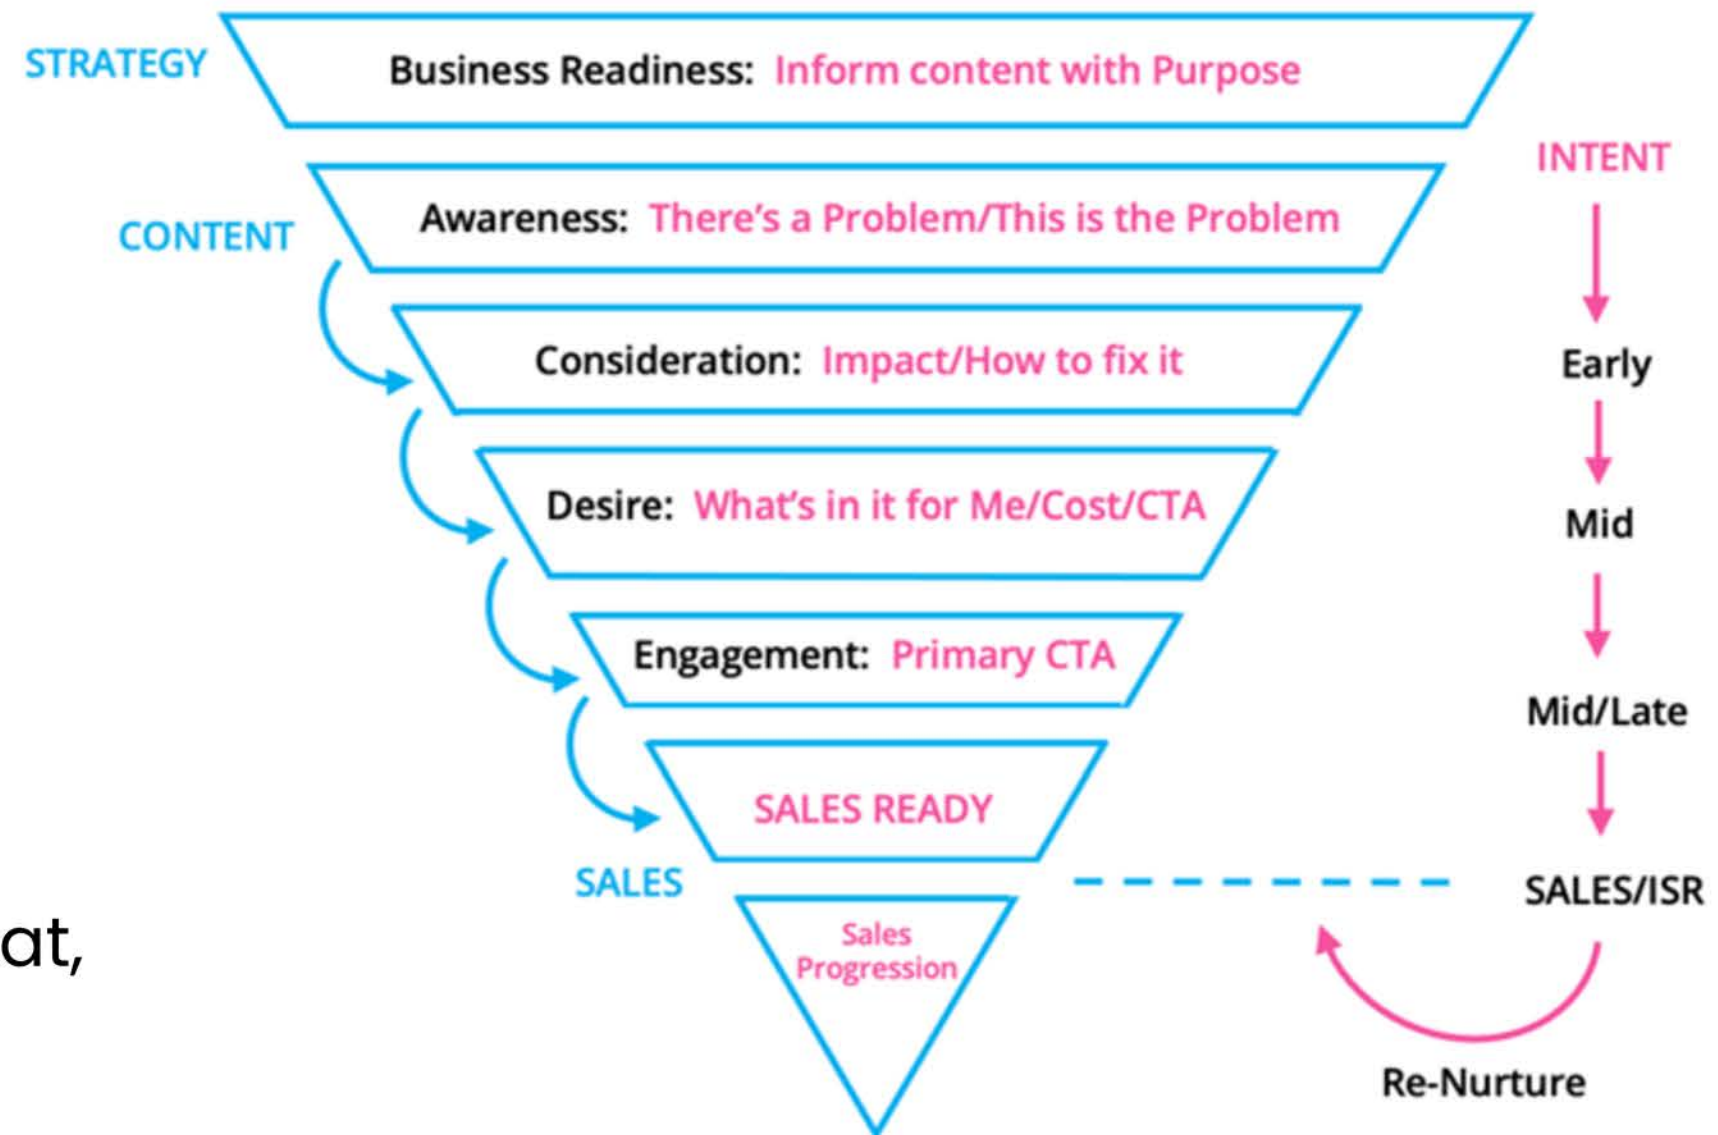 STRATEGY
Business Readiness: Inform content with Purpose
INTENT
CONTENT
Awareness: There's a Problem/This is the Problem
Consideration: Impact/How to fix it
Early
Desire: What's in it for Me/Cost/CTA
Mid
Engagement: Primary CTA
Mid/Late
SALES READY
SALES
SALES/ISR
Sales
Progression
at,
Re-Nurture